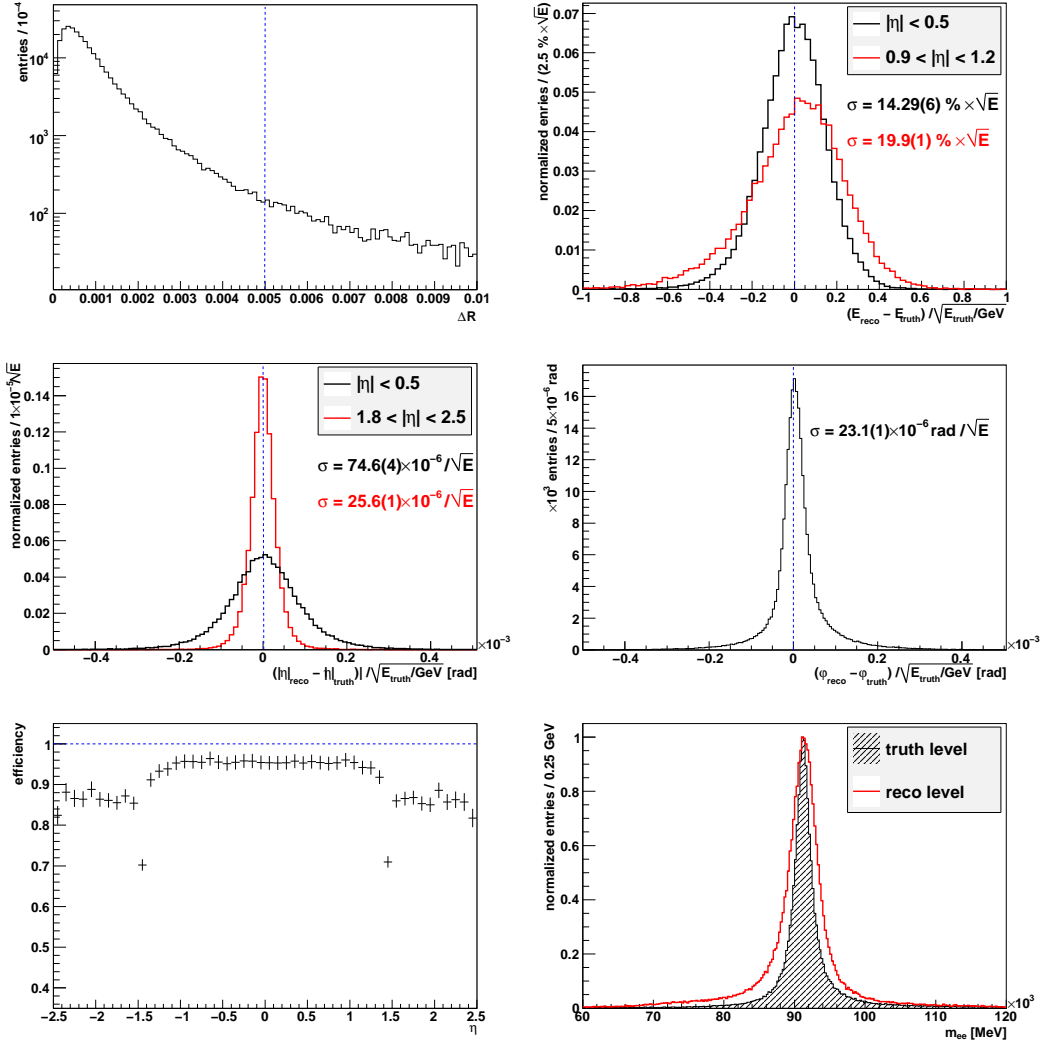 entries / 10⁻⁴
10⁴
10³
10²
0 0.001 0.002 0.003 0.004 0.005 0.006 0.007 0.008 0.009 0.01
ΔR
normalized entries / (2.5 % ×√E)
0.07
0.06
0.05
0.04
0.03
0.02
0.01
0
−1 −0.8 −0.6 −0.4 −0.2 0 0.2 0.4 0.6 0.8 1
(E_reco − E_truth) /√E_truth/GeV
|η| < 0.5
0.9 < |η| < 1.2
σ = 14.29(6) % ×√E
σ = 19.9(1) % ×√E
normalized entries / 1×10⁻⁵/√E
0.14
0.12
0.1
0.08
0.06
0.04
0.02
0
−0.4 −0.2 0 0.2 0.4
×10⁻³
(|η|_reco − |η|_truth)| /√E_truth/GeV [rad]
|η| < 0.5
1.8 < |η| < 2.5
σ = 74.6(4)×10⁻⁶ /√E
σ = 25.6(1)×10⁻⁶ /√E
×10³ entries / 5×10⁻⁶ rad
16
14
12
10
8
6
4
2
0
−0.4 −0.2 0 0.2 0.4
×10⁻³
(φ_reco − φ_truth) /√E_truth/GeV [rad]
σ = 23.1(1)×10⁻⁶ rad /√E
efficiency
1
0.9
0.8
0.7
0.6
0.5
0.4
−2.5 −2 −1.5 −1 −0.5 0 0.5 1 1.5 2 2.5
η
normalized entries / 0.25 GeV
1
0.8
0.6
0.4
0.2
0
60 70 80 90 100 110 120
×10³
m_ee [MeV]
truth level
reco level